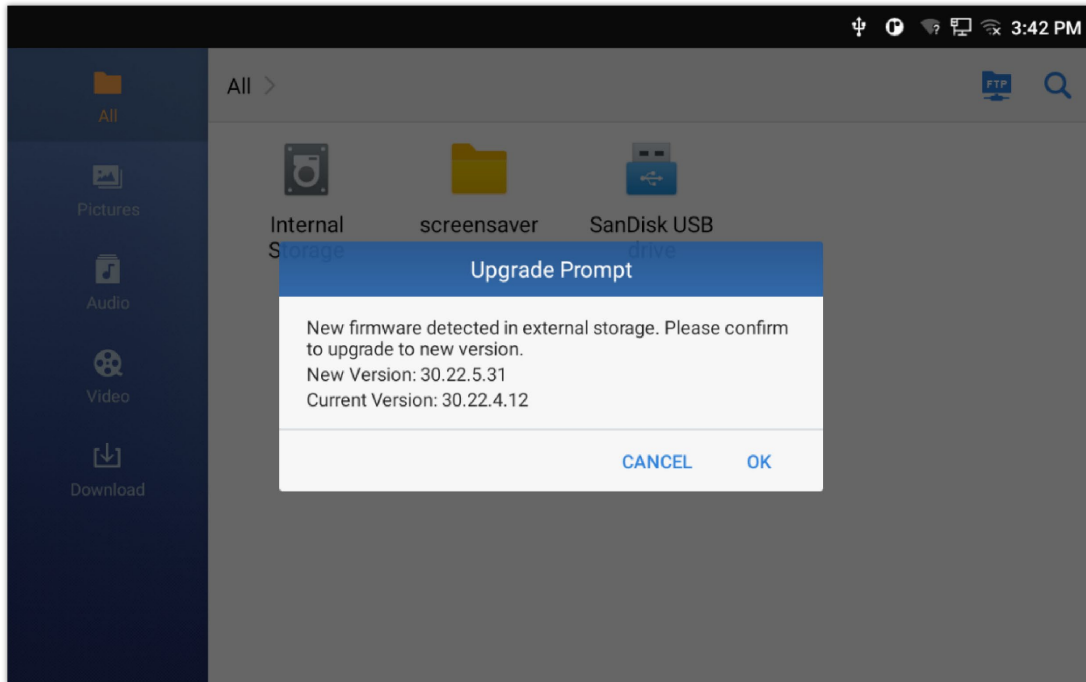 3:42 PM
All
All >
FTP
Pictures
Audio
Video
Download
Internal
Storage
screensaver
SanDisk USB
drive
Upgrade Prompt
New firmware detected in external storage. Please confirm
to upgrade to new version.
New Version: 30.22.5.31
Current Version: 30.22.4.12
CANCEL
OK